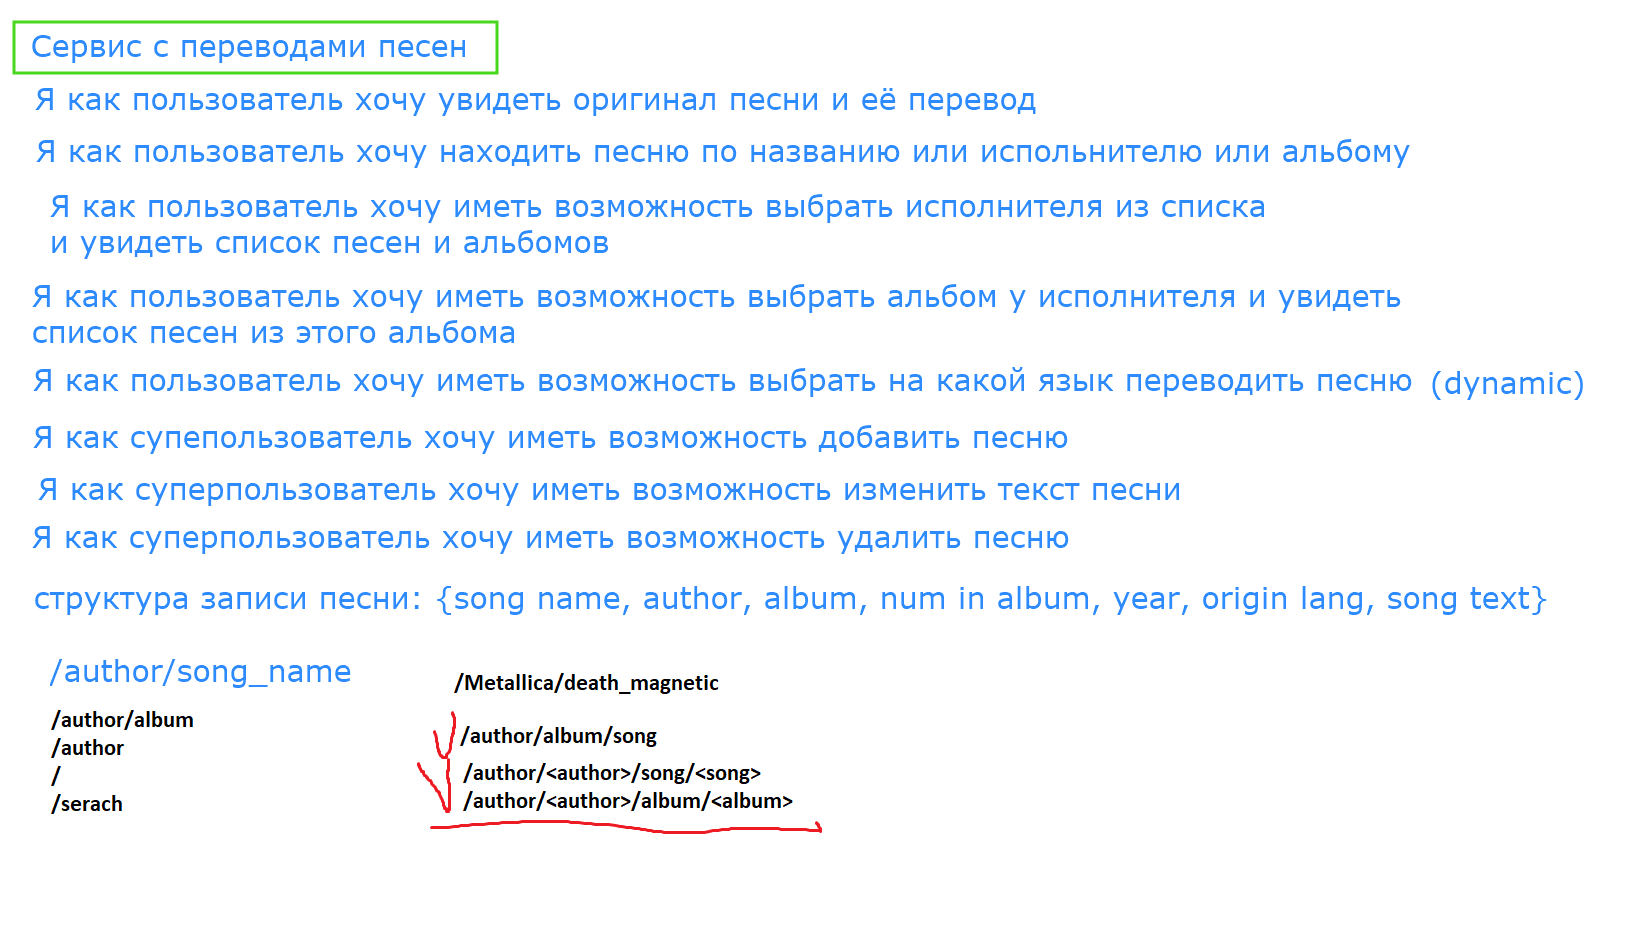 Сервис с переводами песен
Я как пользователь хочу увидеть оригинал песни и её перевод
Я как пользователь хочу находить песню по названию или испольнителю или альбому
Я как пользователь хочу иметь возможность выбрать исполнителя из списка
и увидеть список песен и альбомов
Я как пользователь хочу иметь возможность выбрать альбом у исполнителя и увидеть
список песен из этого альбома
Я как пользователь хочу иметь возможность выбрать на какой язык переводить песню (dynamic)
Я как супепользователь хочу иметь возможность добавить песню
Я как суперпользователь хочу иметь возможность изменить текст песни
Я как суперпользователь хочу иметь возможность удалить песню
структура записи песни: {song name, author, album, num in album, year, origin lang, song text}
/author/song_name
/author/album
/author
/
/serach
/Metallica/death_magnetic
/author/album/song
/author/<author>/song/<song>
/author/<author>/album/<album>